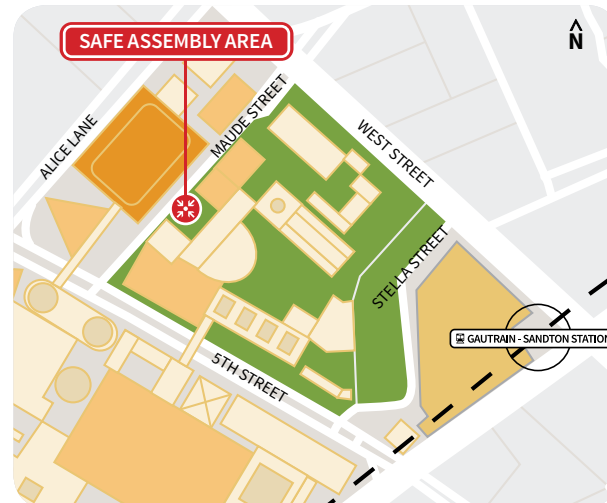 SAFE ASSEMBLY AREA
N
ALICE LANE
MAUDE STREET
WEST STREET
STELLA STREET
GAUTRAIN - SANDTON STATION
5TH STREET